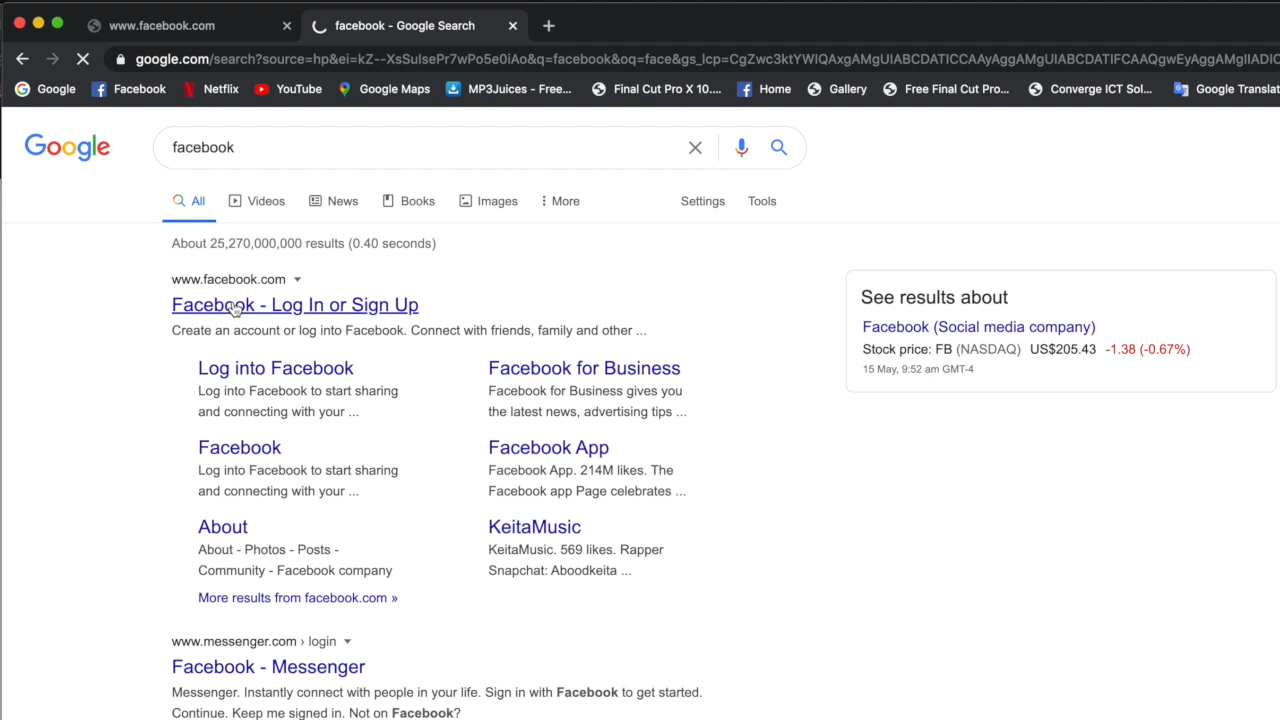 www.facebook.com
facebook - Google Search
google.com/search?source=hp&ei=kZ--XsSulsePr7wPo5e0iAo&q=facebook&oq=face&gs_lcp=CgZwc3ktYWIQAxgAMgUIABCDATICCAAyAggAMgUIABCDATIFCAAQgwEyAggAMgIIADIC
Google
Facebook
Netflix
YouTube
Google Maps
MP3Juices - Free...
Final Cut Pro X 10....
Home
Gallery
Free Final Cut Pro...
Converge ICT Sol...
Google Translat
Google
facebook
All
Videos
News
Books
Images
More
Settings
Tools
About 25,270,000,000 results (0.40 seconds)
www.facebook.com
Facebook - Log In or Sign Up
Create an account or log into Facebook. Connect with friends, family and other ...
Log into Facebook
Log into Facebook to start sharing
and connecting with your ...
Facebook for Business
Facebook for Business gives you
the latest news, advertising tips ...
Facebook
Log into Facebook to start sharing
and connecting with your ...
Facebook App
Facebook App. 214M likes. The
Facebook app Page celebrates ...
About
About - Photos - Posts -
Community - Facebook company
KeitaMusic
KeitaMusic. 569 likes. Rapper
Snapchat: Aboodkeita ...
More results from facebook.com »
www.messenger.com › login
Facebook - Messenger
Messenger. Instantly connect with people in your life. Sign in with Facebook to get started.
Continue. Keep me signed in. Not on Facebook?
See results about
Facebook (Social media company)
Stock price: FB (NASDAQ) US$205.43 -1.38 (-0.67%)
15 May, 9:52 am GMT-4